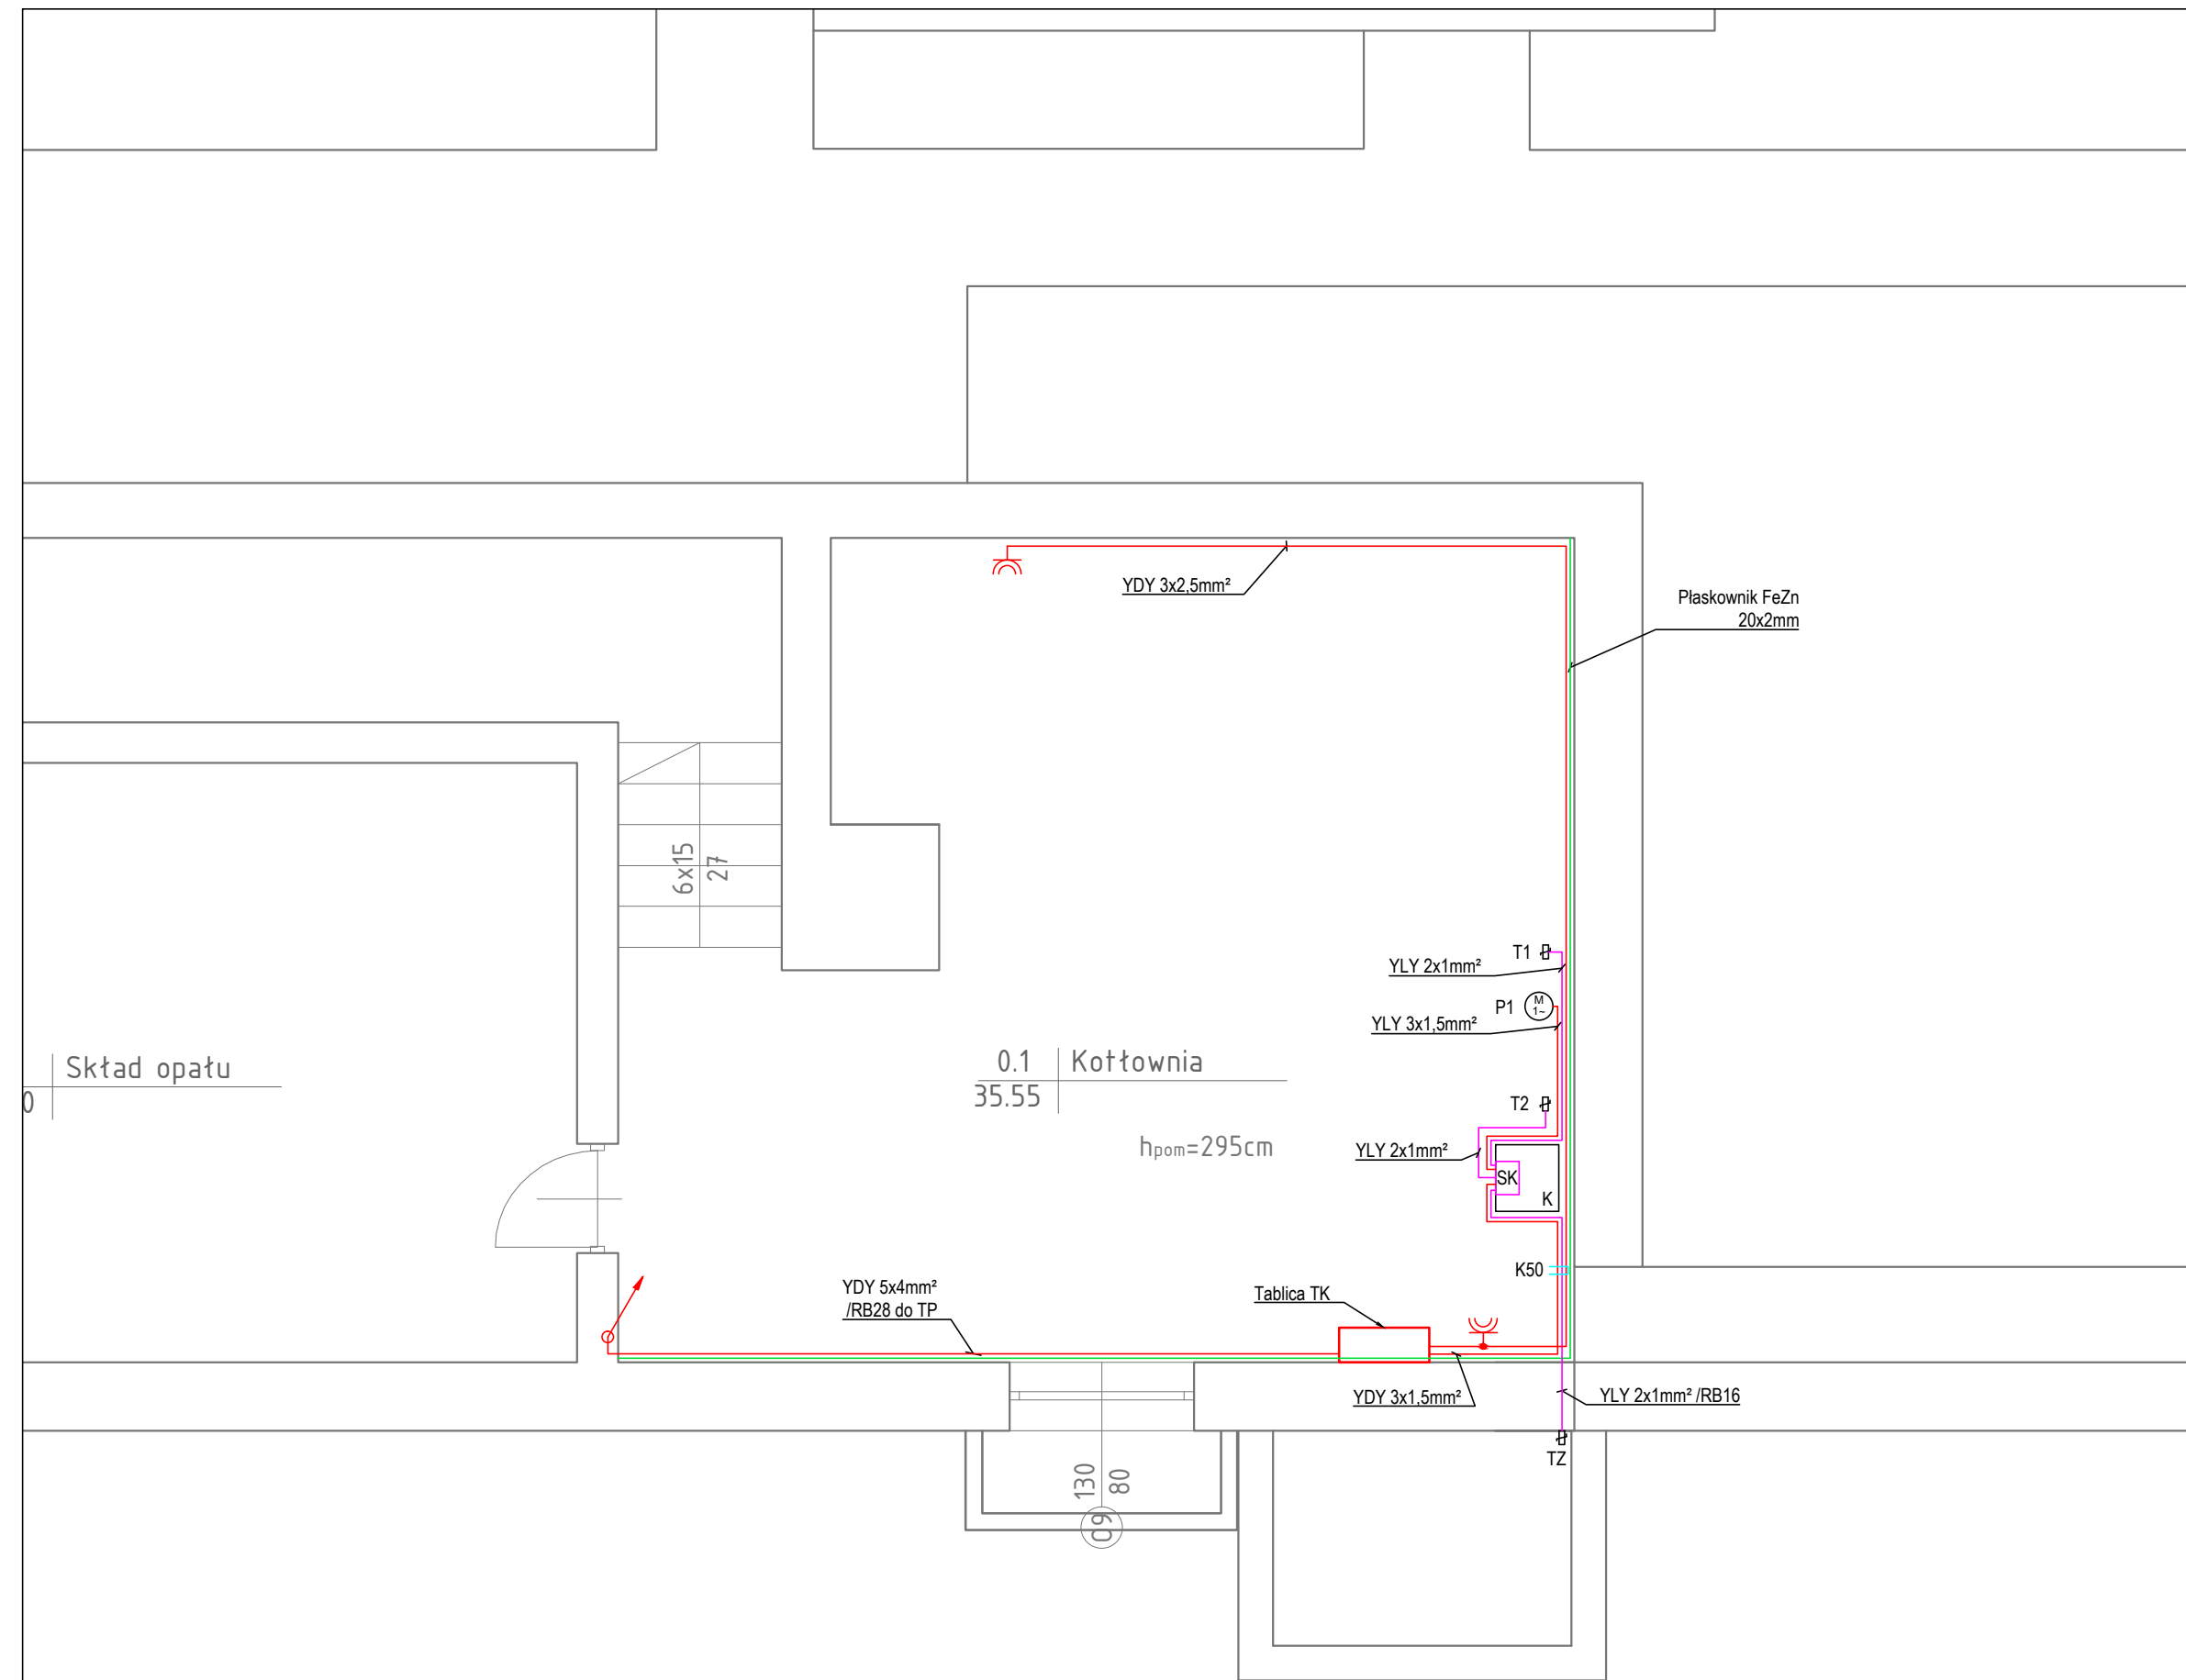 YDY 3x2,5mm²
Płaskownik FeZn
20x2mm
6x15
27
T1
YLY 2x1mm²
P1
M
1~
YLY 3x1,5mm²
Skład opału
0
0.1
Kotłownia
35.55
T2
hpom=295cm
YLY 2x1mm²
SK
K
K50
YDY 5x4mm²
/RB28 do TP
Tablica TK
YDY 3x1,5mm²
YLY 2x1mm² /RB16
TZ
130
80
O9